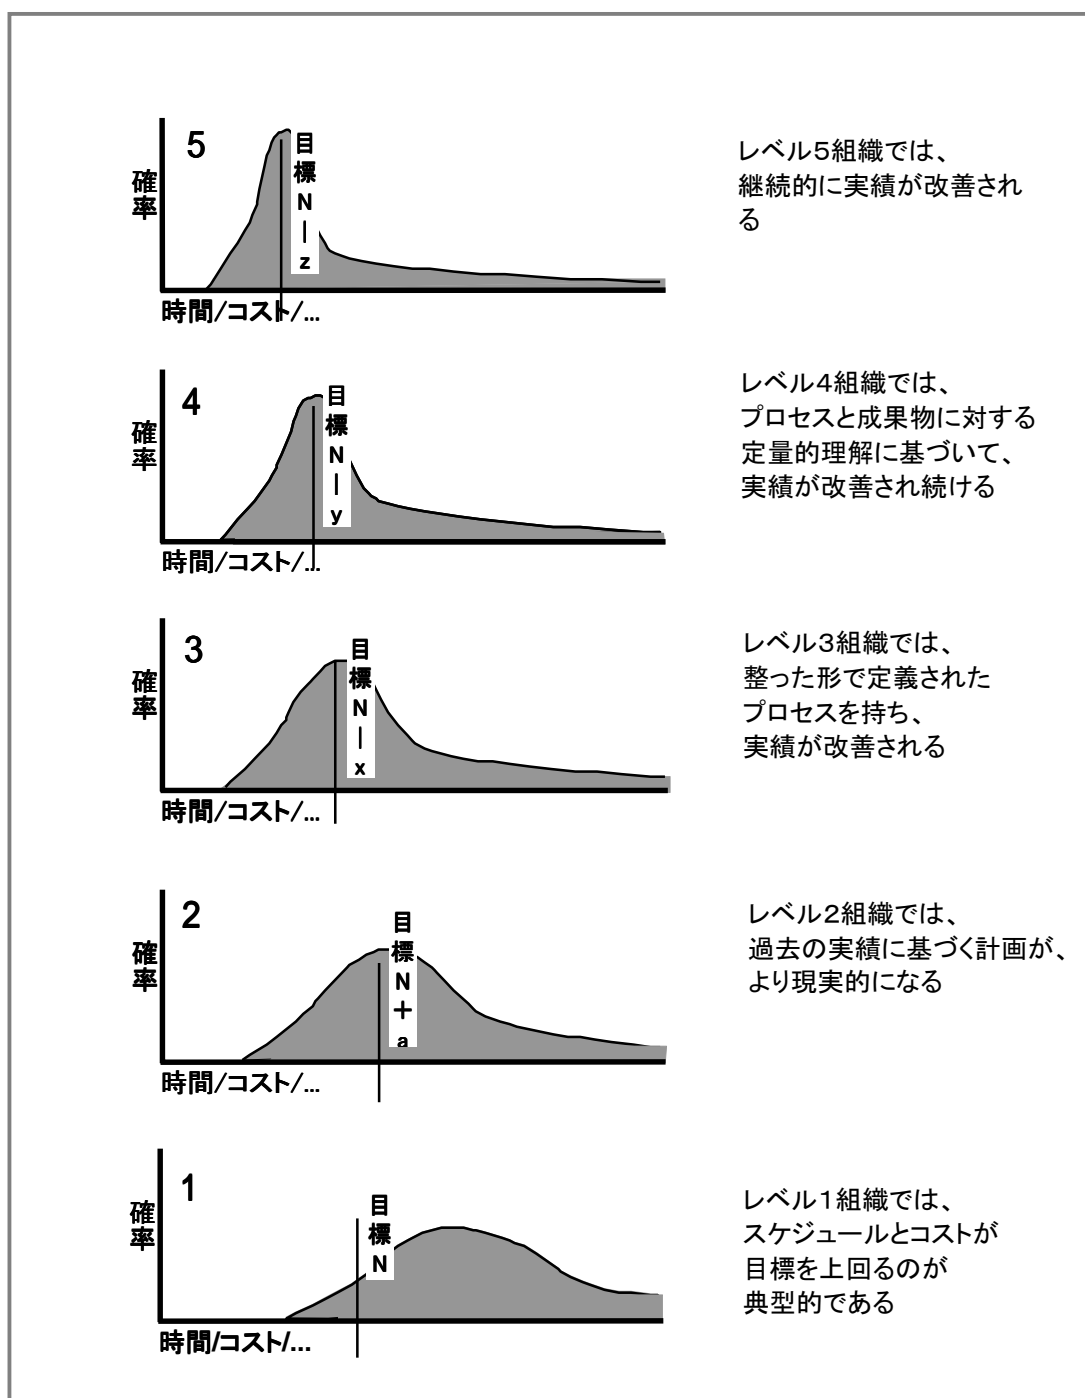 5
目標N－z
確率
時間/コスト/...
レベル５組織では、
継続的に実績が改善され
る
4
目標N－y
確率
時間/コスト/...
レベル４組織では、
プロセスと成果物に対する
定量的理解に基づいて、
実績が改善され続ける
3
目標N－x
確率
時間/コスト/...
レベル３組織では、
整った形で定義された
プロセスを持ち、
実績が改善される
2
目標N＋a
確率
時間/コスト/...
レベル２組織では、
過去の実績に基づく計画が、
より現実的になる
1
目標N
確率
時間/コスト/...
レベル１組織では、
スケジュールとコストが
目標を上回るのが
典型的である